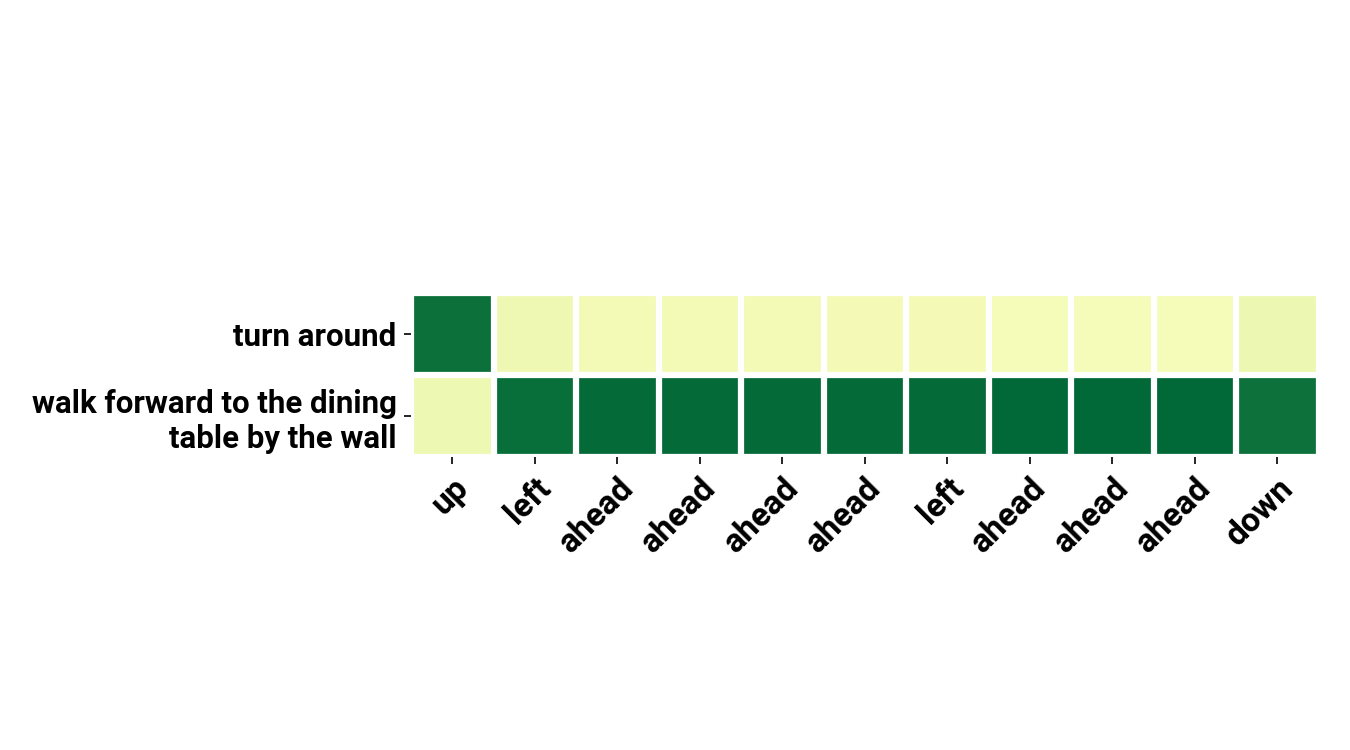 turn around
walk forward to the dining
table by the wall
up
left
ahead
ahead
ahead
ahead
left
ahead
ahead
ahead
down